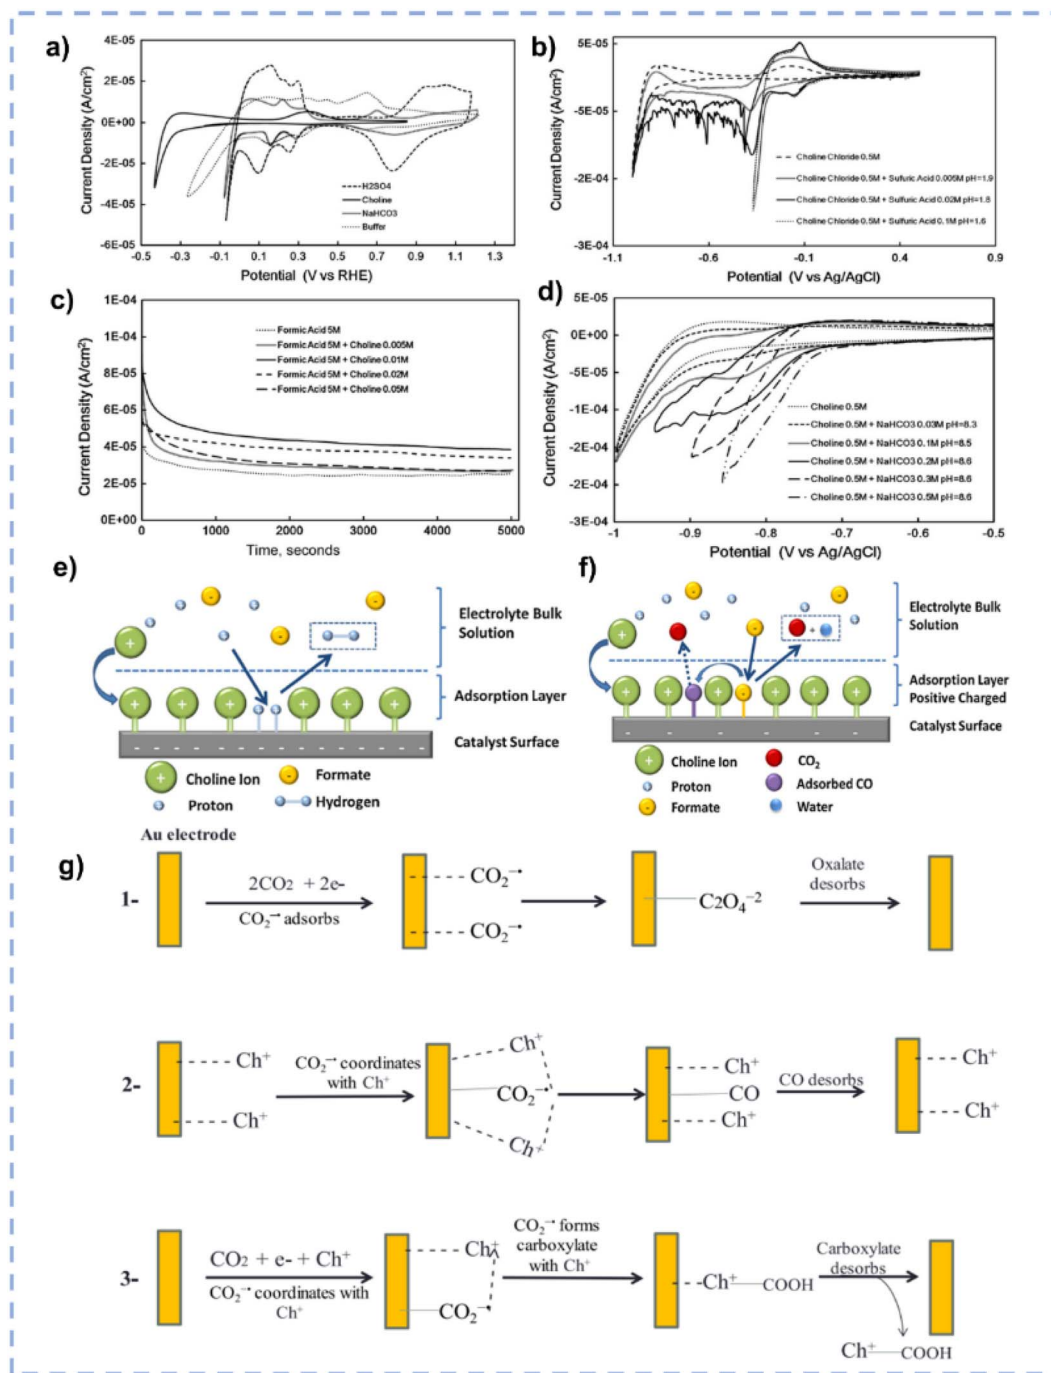 a)
4E-05
2E-05
0E+00
-2E-05
-4E-05
-6E-05
Current Density (A/cm²)
H2SO4
Choline
NaHCO3
Buffer
-0.5 -0.3 -0.1 0.1 0.3 0.5 0.7 0.9 1.1 1.3
Potential (V vs RHE)
b)
5E-05
-5E-05
-2E-04
-3E-04
Current Density (A/cm²)
Choline Chloride 0.5M
Choline Chloride 0.5M + Sulfuric Acid 0.005M pH=1.9
Choline Chloride 0.5M + Sulfuric Acid 0.02M pH=1.8
Choline Chloride 0.5M + Sulfuric Acid 0.1M pH=1.6
-1.1 -0.6 -0.1 0.4 0.9
Potential (V vs Ag/AgCl)
c)
1E-04
8E-05
6E-05
4E-05
2E-05
0E+00
Current Density (A/cm²)
Formic Acid 5M
Formic Acid 5M + Choline 0.005M
Formic Acid 5M + Choline 0.01M
Formic Acid 5M + Choline 0.02M
Formic Acid 5M + Choline 0.05M
0 1000 2000 3000 4000 5000
Time, seconds
d)
5E-05
0E+00
-5E-05
-1E-04
-2E-04
-2E-04
-3E-04
Current Density (A/cm²)
Choline 0.5M
Choline 0.5M + NaHCO3 0.03M pH=8.3
Choline 0.5M + NaHCO3 0.1M pH=8.5
Choline 0.5M + NaHCO3 0.2M pH=8.6
Choline 0.5M + NaHCO3 0.3M pH=8.6
Choline 0.5M + NaHCO3 0.5M pH=8.6
-1 -0.9 -0.8 -0.7 -0.6 -0.5
Potential (V vs Ag/AgCl)
e)
Electrolyte Bulk
Solution
Adsorption Layer
Catalyst Surface
Choline Ion
Formate
Proton
Hydrogen
f)
Electrolyte Bulk
Solution
Adsorption Layer
Positive Charged
Catalyst Surface
Choline Ion
CO₂
Proton
Adsorbed CO
Formate
Water
g)
Au electrode
1-
2CO₂ + 2e-
CO₂⁻• adsorbs
CO₂⁻•
CO₂⁻•
C2O₄⁻²
Oxalate
desorbs
2-
Ch⁺
Ch⁺
CO₂⁻• coordinates
with Ch⁺
Ch⁺
CO₂⁻•
Ch⁺
Ch⁺
CO
Ch⁺
CO desorbs
Ch⁺
Ch⁺
3-
CO₂ + e- + Ch⁺
CO₂⁻• coordinates with
Ch⁺
Ch⁺
CO₂⁻•
CO₂⁻• forms
carboxylate
with Ch⁺
Ch⁺ COOH
Carboxylate
desorbs
Ch⁺ COOH